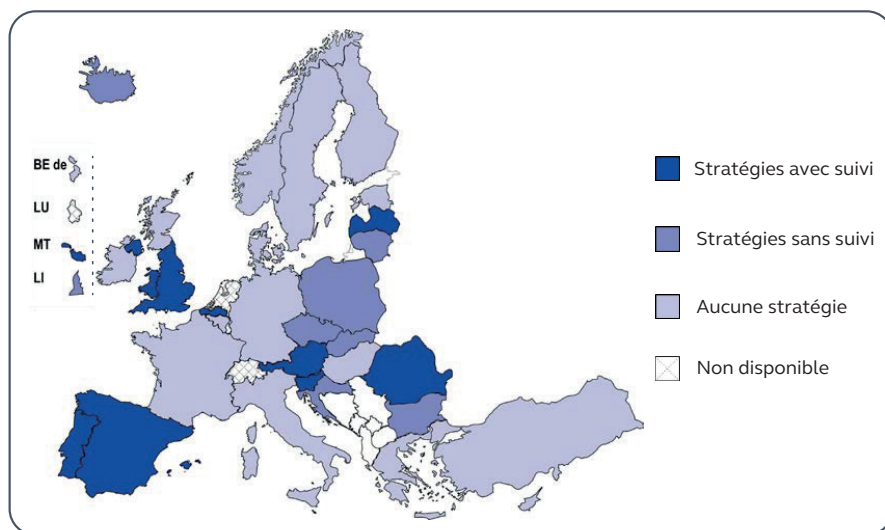 BE de
LU
MT
LI
Stratégies avec suivi
Stratégies sans suivi
Aucune stratégie
Non disponible